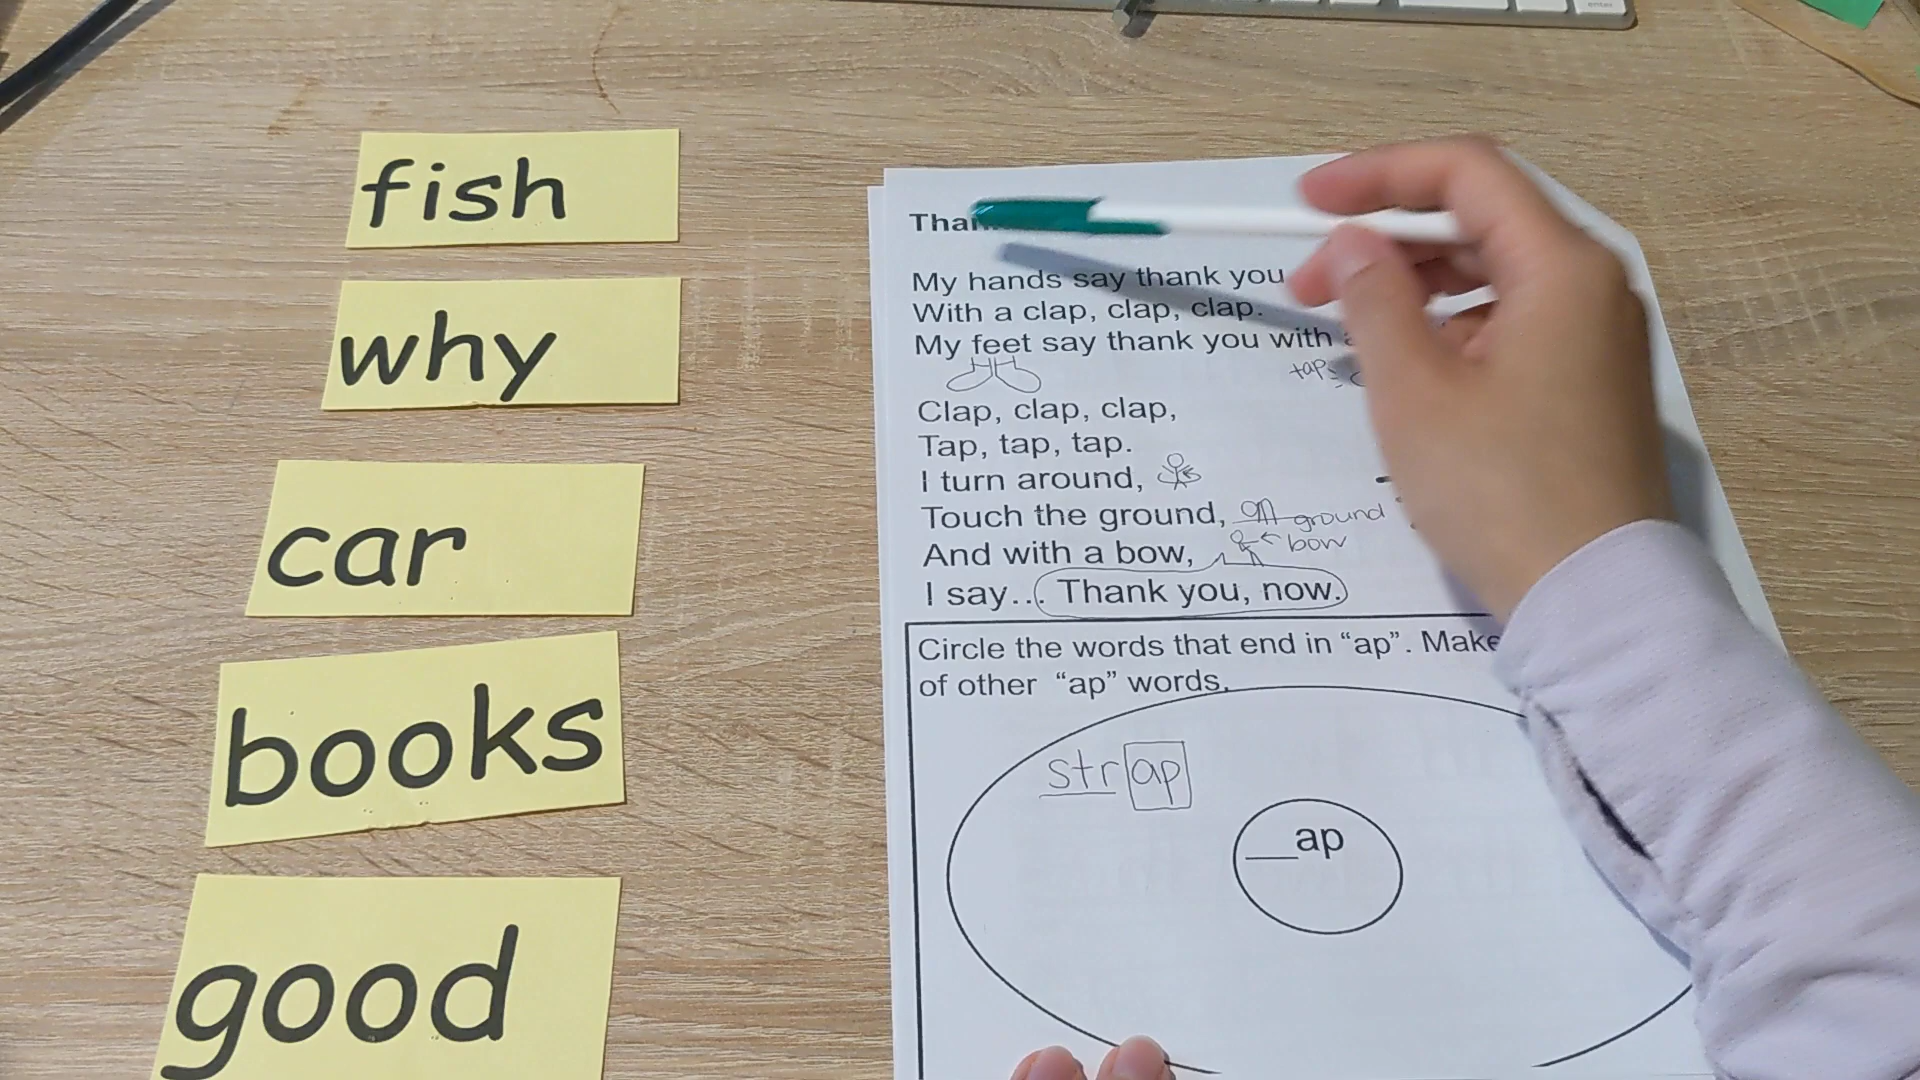 fish
why
car
books
good
My hands say thank you
With a clap, clap, clap.
My feet say thank you with
tap
Clap, clap, clap,
Tap, tap, tap.
I turn around,
Touch the ground,
ground
And with a bow,
bow
I say... Thank you, now.
Circle the words that end in “ap”. Make
of other “ap” words.
strap
__ap
enter